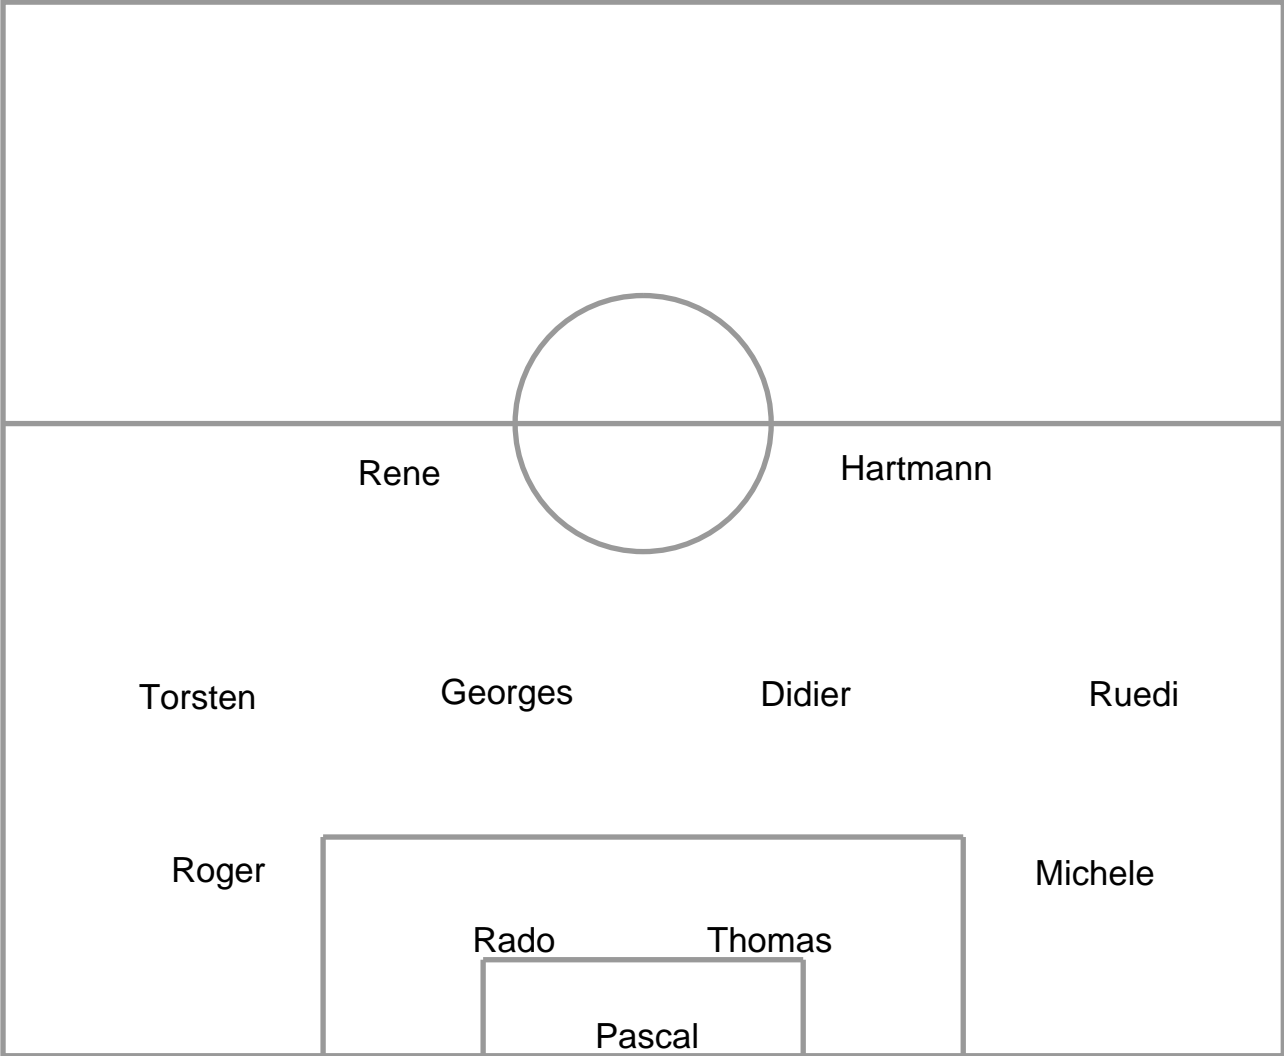 Rene Hartmann
Torsten Georges Didier Ruedi
Roger Michele
Rado Thomas
Pascal